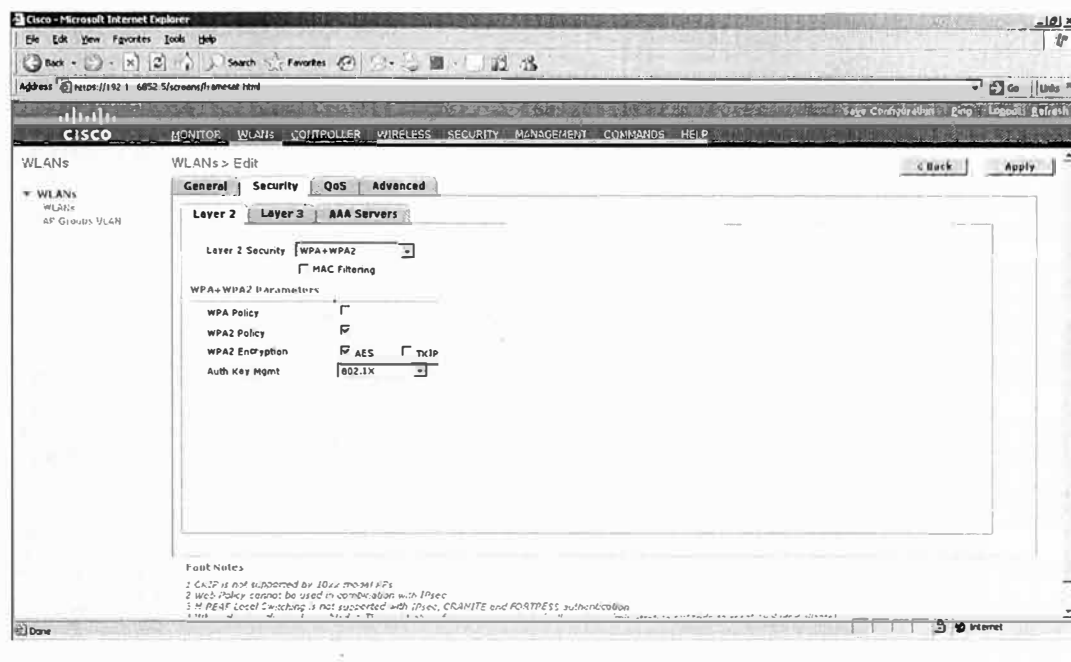 Cisco - Microsoft Internet Explorer
File Edit View Favorites Tools Help
Back Search Favorites
Address Go Links
Save Configuration Ping Logout Refresh
CISCO MONITOR WLANs CONTROLLER WIRELESS SECURITY MANAGEMENT COMMANDS HELP
WLANs
WLANs > Edit
< Back Apply
WLANs
WLANs
AP Groups VLAN
General Security QoS Advanced
Layer 2 Layer 3 AAA Servers
Layer 2 Security WPA+WPA2
MAC Filtering
WPA+WPA2 Parameters
WPA Policy
WPA2 Policy
WPA2 Encryption AES TKIP
Auth Key Mgmt 802.1X
Foot Notes
1 CKIP is not supported by 10xx model APs
2 Web Policy cannot be used in combination with IPsec
3 H-REAP Local Switching is not supported with IPsec, CRANITE and FORTRESS authentication
Done Internet